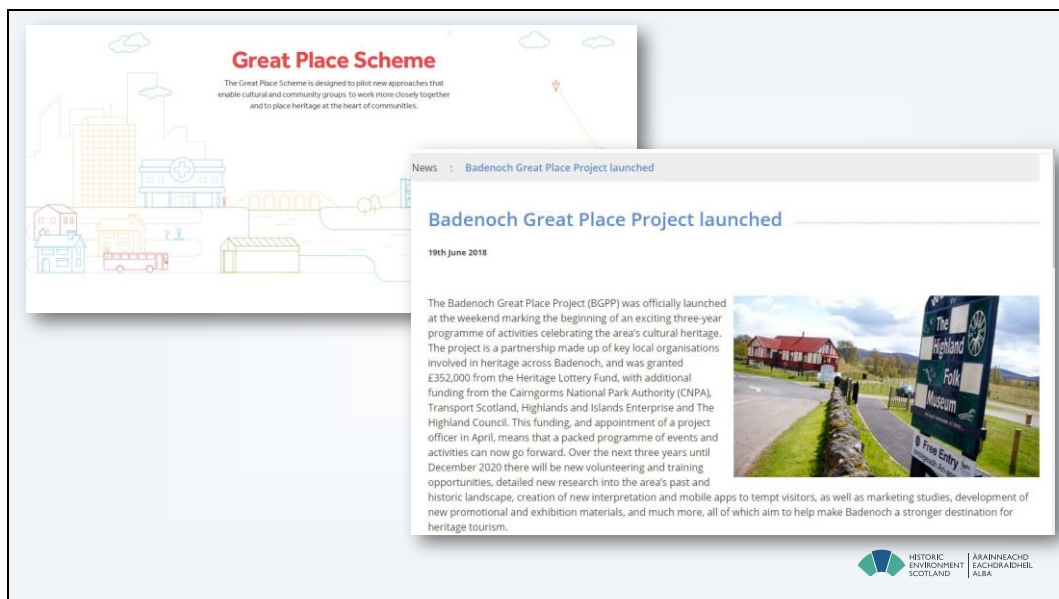 Great Place Scheme
The Great Place Scheme is designed to pilot new approaches that
enable cultural and community groups to work more closely together
and to place heritage at the heart of communities.
News : Badenoch Great Place Project launched
Badenoch Great Place Project launched
19th June 2018
The Badenoch Great Place Project (BGPP) was officially launched
at the weekend marking the beginning of an exciting three-year
programme of activities celebrating the area's cultural heritage.
The project is a partnership made up of key local organisations
involved in heritage across Badenoch, and was granted
£352,000 from the Heritage Lottery Fund, with additional
funding from the Cairngorms National Park Authority (CNPA),
Transport Scotland, Highlands and Islands Enterprise and The
Highland Council. This funding, and appointment of a project
officer in April, means that a packed programme of events and
activities can now go forward. Over the next three years until
December 2020 there will be new volunteering and training
opportunities, detailed new research into the area's past and
historic landscape, creation of new interpretation and mobile apps to tempt visitors, as well as marketing studies, development of
new promotional and exhibition materials, and much more, all of which aim to help make Badenoch a stronger destination for
heritage tourism.
The
Highland
Folk
Museum
Free Entry
HISTORIC
ENVIRONMENT
SCOTLAND
ÀRAINNEACHD
EACHDRAIDHEIL
ALBA